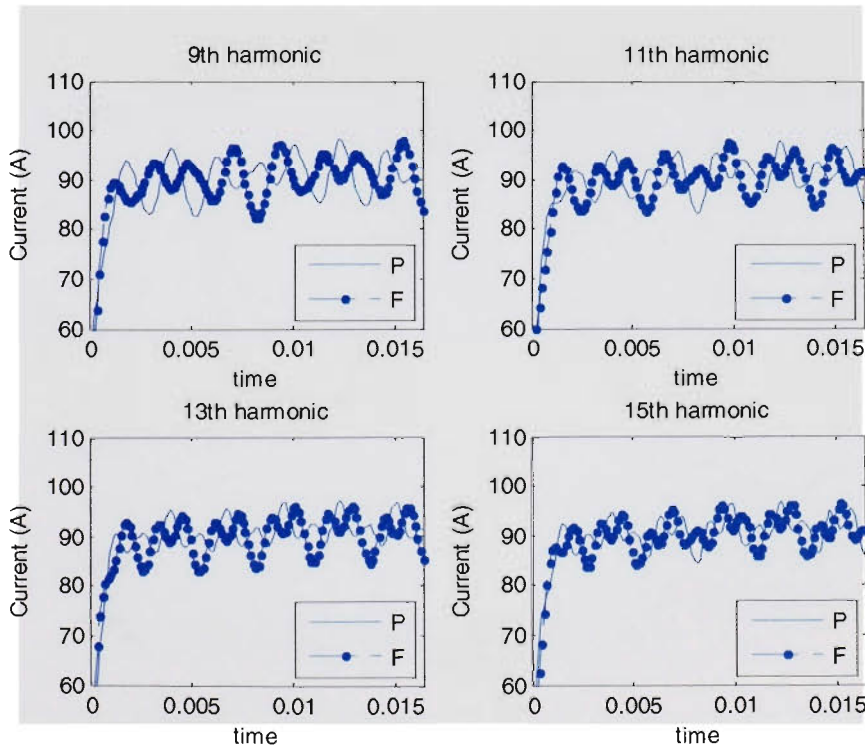 9th harmonic
110
100
90
80
70
60
Current (A)
P
F
0
0.005
0.01
0.015
time
11th harmonic
110
100
90
80
70
60
Current (A)
P
F
0
0.005
0.01
0.015
time
13th harmonic
110
100
90
80
70
60
Current (A)
P
F
0
0.005
0.01
0.015
time
15th harmonic
110
100
90
80
70
60
Current (A)
P
F
0
0.005
0.01
0.015
time